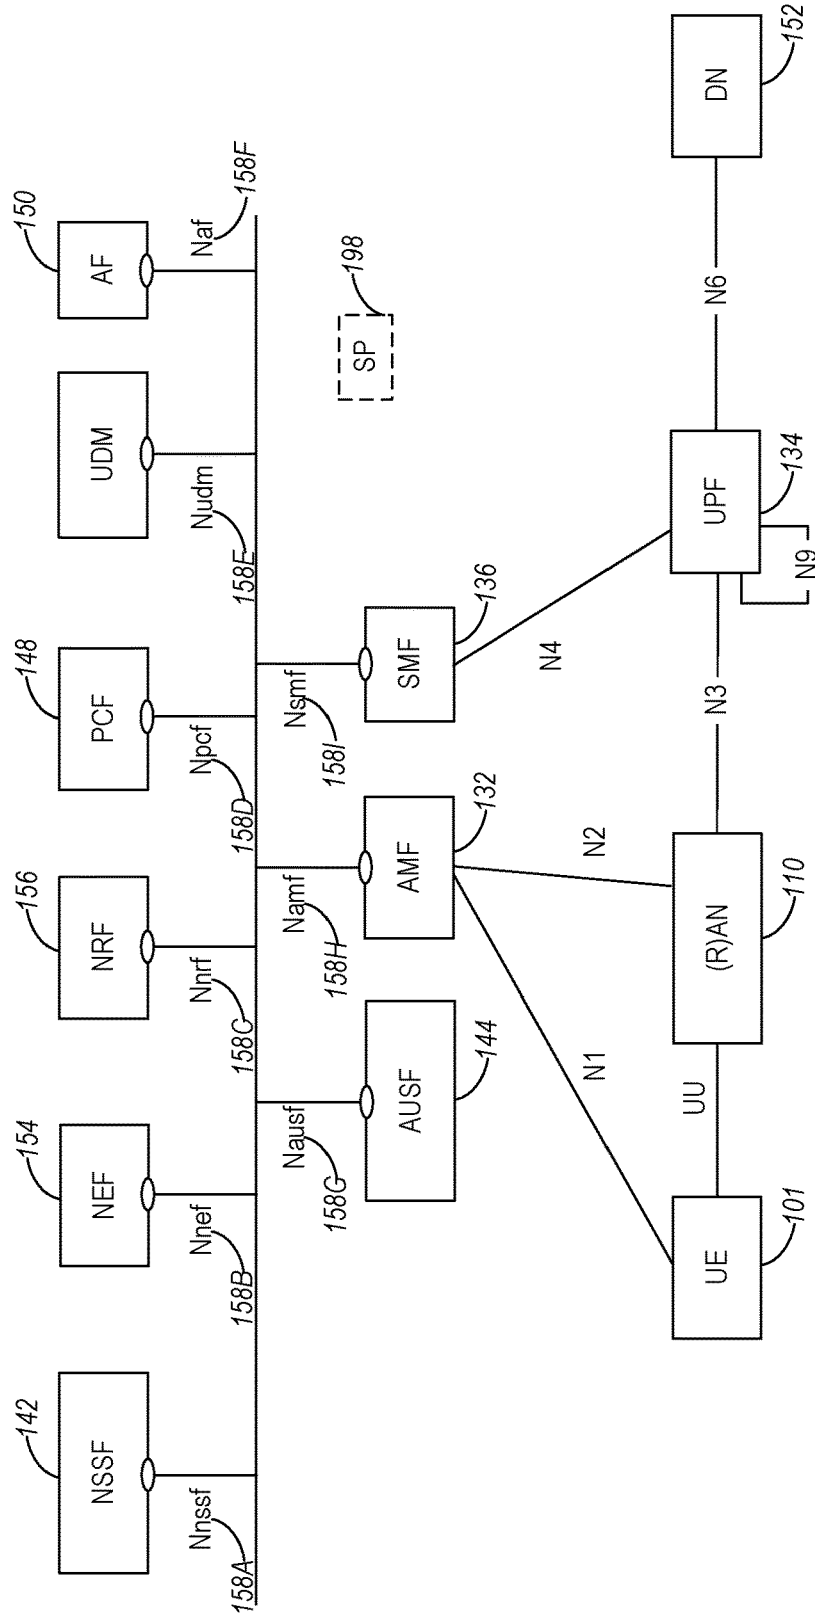 142
154
156
148
150
NSSF
NEF
NRF
PCF
UDM
AF
Nnssf
Nnef
Nnrf
Npcf
Nudm
Naf
158A
158B
158C
158D
158E
158F
Nausf
Namf
Nsmf
158G
158H
158I
SP
198
AUSF
AMF
SMF
144
132
136
N1
N2
N4
UU
UE
(R)AN
N3
UPF
N6
DN
101
110
134
152
N9